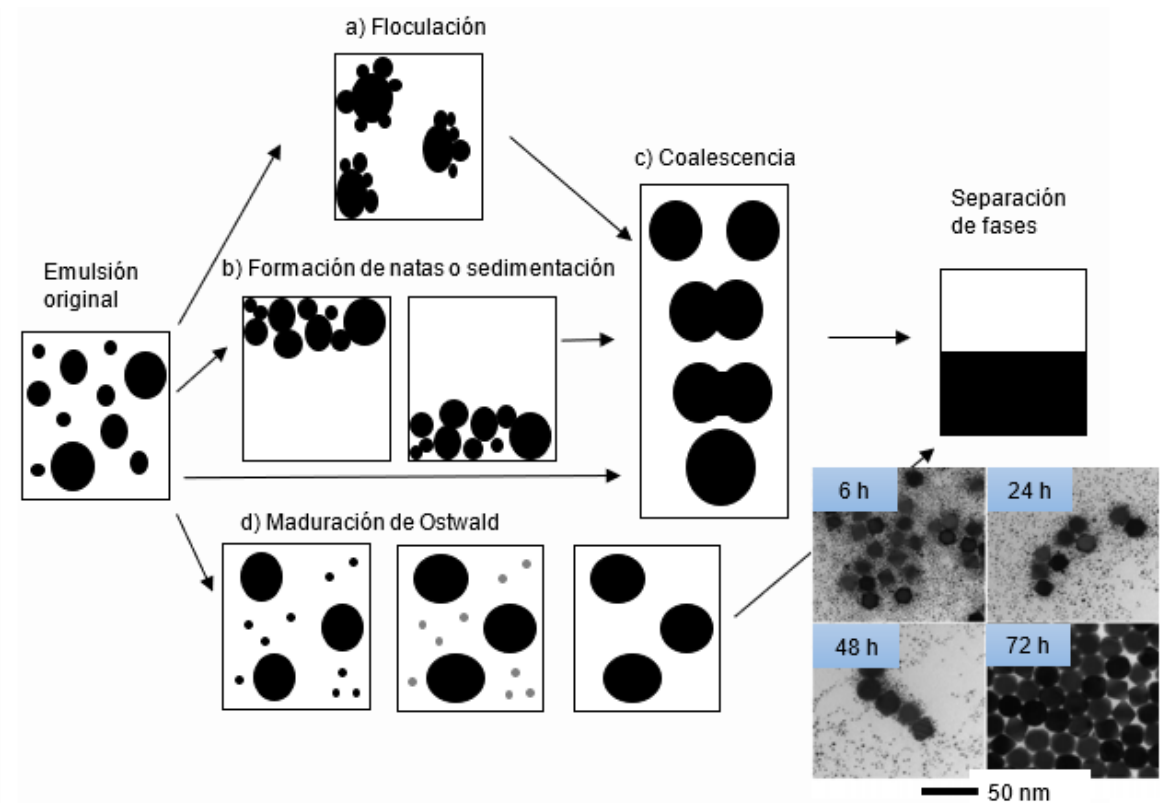 a) Floculación
c) Coalescencia
Separación
de fases
b) Formación de natas o sedimentación
Emulsión
original
d) Maduración de Ostwald
6 h
24 h
48 h
72 h
50 nm